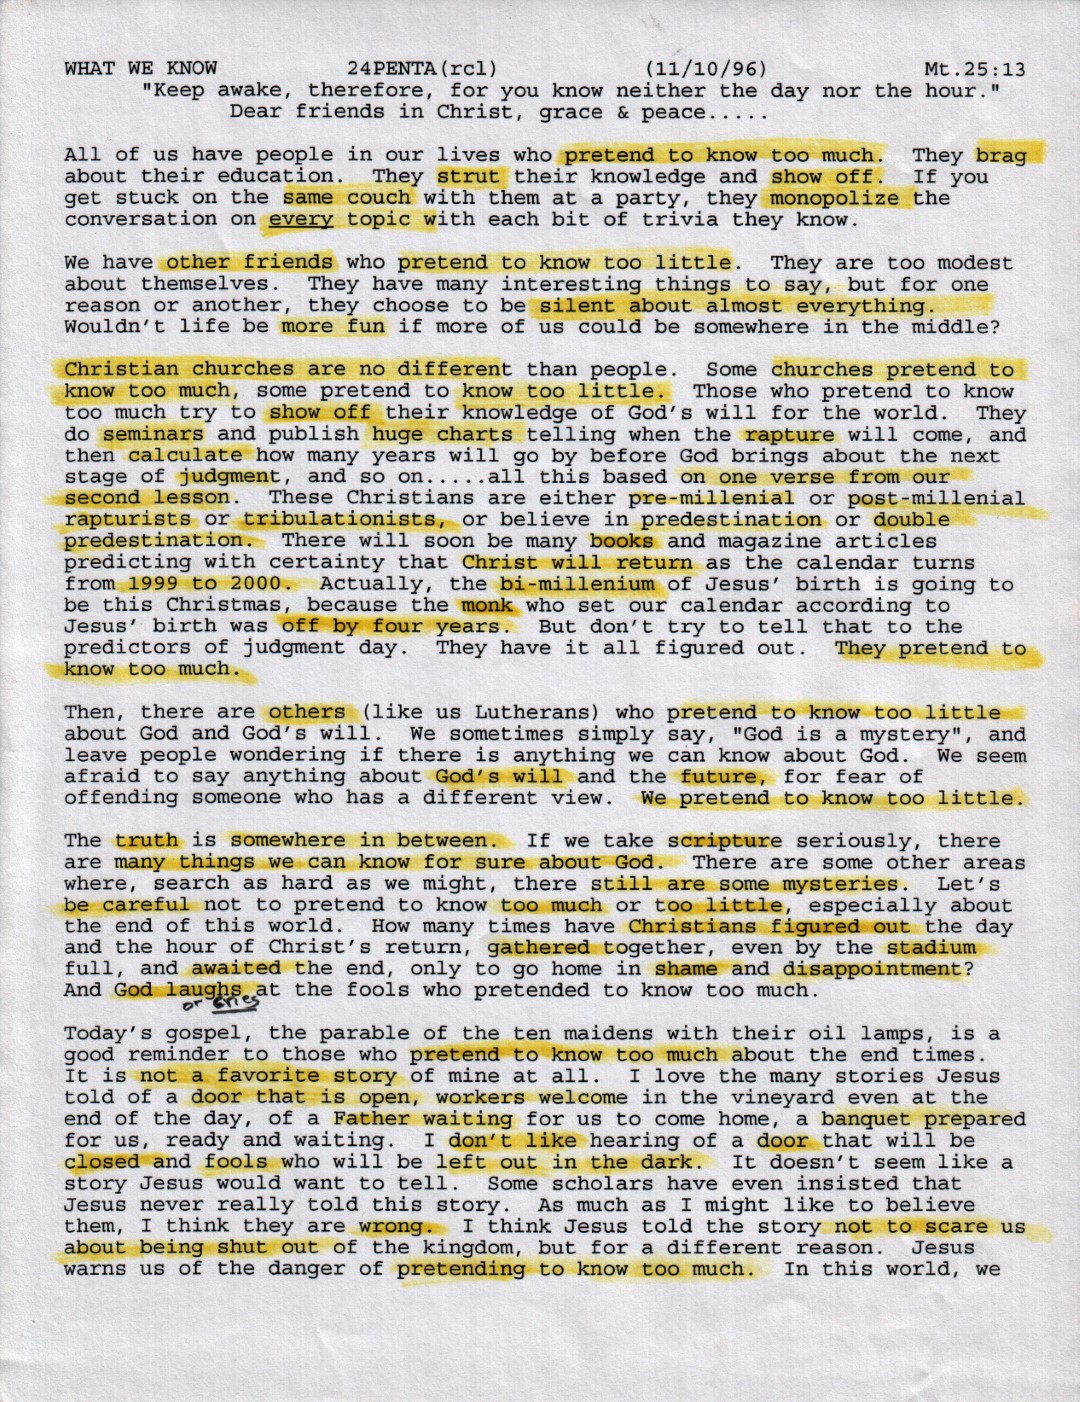 WHAT WE KNOW 24PENTA(rcl) (11/10/96) Mt.25:13
"Keep awake, therefore, for you know neither the day nor the hour."
Dear friends in Christ, grace & peace.....
All of us have people in our lives who pretend to know too much. They brag
about their education. They strut their knowledge and show off. If you
get stuck on the same couch with them at a party, they monopolize the
conversation on every topic with each bit of trivia they know.
We have other friends who pretend to know too little. They are too modest
about themselves. They have many interesting things to say, but for one
reason or another, they choose to be silent about almost everything.
Wouldn't life be more fun if more of us could be somewhere in the middle?
Christian churches are no different than people. Some churches pretend to
know too much, some pretend to know too little. Those who pretend to know
too much try to show off their knowledge of God's will for the world. They
do seminars and publish huge charts telling when the rapture will come, and
then calculate how many years will go by before God brings about the next
stage of judgment, and so on.....all this based on one verse from our
second lesson. These Christians are either pre-millenial or post-millenial
rapturists or tribulationists, or believe in predestination or double
predestination. There will soon be many books and magazine articles
predicting with certainty that Christ will return as the calendar turns
from 1999 to 2000. Actually, the bi-millenium of Jesus' birth is going to
be this Christmas, because the monk who set our calendar according to
Jesus' birth was off by four years. But don't try to tell that to the
predictors of judgment day. They have it all figured out. They pretend to
know too much.
Then, there are others (like us Lutherans) who pretend to know too little
about God and God's will. We sometimes simply say, "God is a mystery", and
leave people wondering if there is anything we can know about God. We seem
afraid to say anything about God's will and the future, for fear of
offending someone who has a different view. We pretend to know too little.
The truth is somewhere in between. If we take scripture seriously, there
are many things we can know for sure about God. There are some other areas
where, search as hard as we might, there still are some mysteries. Let's
be careful not to pretend to know too much or too little, especially about
the end of this world. How many times have Christians figured out the day
and the hour of Christ's return, gathered together, even by the stadium
full, and awaited the end, only to go home in shame and disappointment?
And God laughs at the fools who pretended to know too much.
or cries
Today's gospel, the parable of the ten maidens with their oil lamps, is a
good reminder to those who pretend to know too much about the end times.
It is not a favorite story of mine at all. I love the many stories Jesus
told of a door that is open, workers welcome in the vineyard even at the
end of the day, of a Father waiting for us to come home, a banquet prepared
for us, ready and waiting. I don't like hearing of a door that will be
closed and fools who will be left out in the dark. It doesn't seem like a
story Jesus would want to tell. Some scholars have even insisted that
Jesus never really told this story. As much as I might like to believe
them, I think they are wrong. I think Jesus told the story not to scare us
about being shut out of the kingdom, but for a different reason. Jesus
warns us of the danger of pretending to know too much. In this world, we